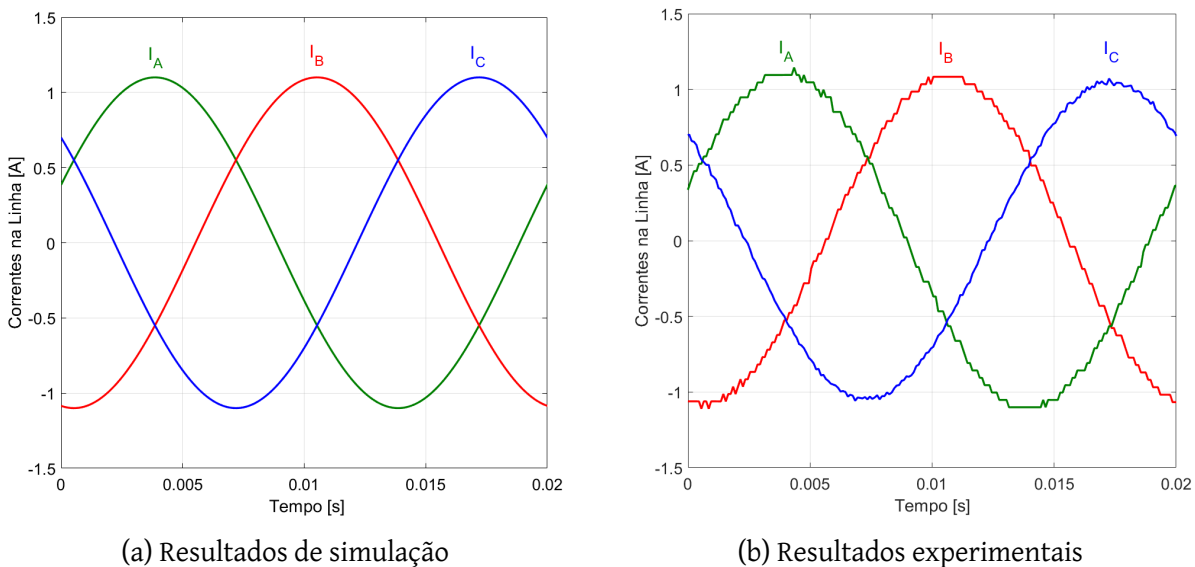 1.5
1
0.5
0
-0.5
-1
-1.5
Correntes na Linha [A]
I_A
I_B
I_C
0
0.005
0.01
0.015
0.02
Tempo [s]
(a) Resultados de simulação
1.5
1
0.5
0
-0.5
-1
-1.5
Correntes na Linha [A]
I_A
I_B
I_C
0
0.005
0.01
0.015
0.02
Tempo [s]
(b) Resultados experimentais